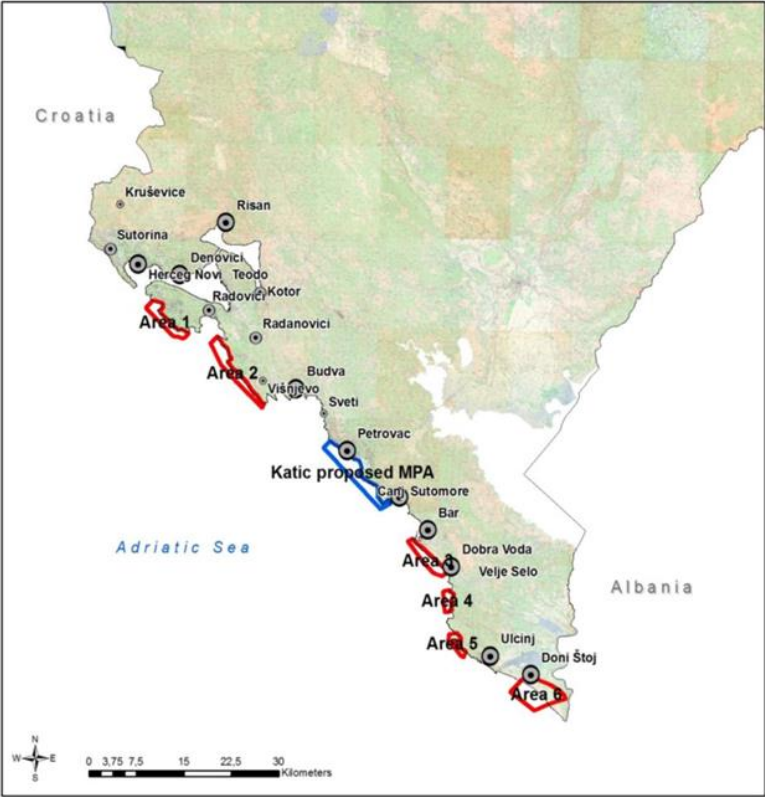 Croatia
Kruševice
Risan
Sutorina
Denovici
Herceg Novi
Teodo
Kotor
Radovici
Area 1
Radanovici
Area 2
Budva
Višnjevo
Sveti
Petrovac
Katic proposed MPA
Canj
Sutomore
Bar
Adriatic Sea
Dobra Voda
Area 3
Velje Selo
Albania
Area 4
Ulcinj
Area 5
Doni Štoj
Area 6
N
W E
S
0 3,75 7,5 15 22,5 30
Kilometers